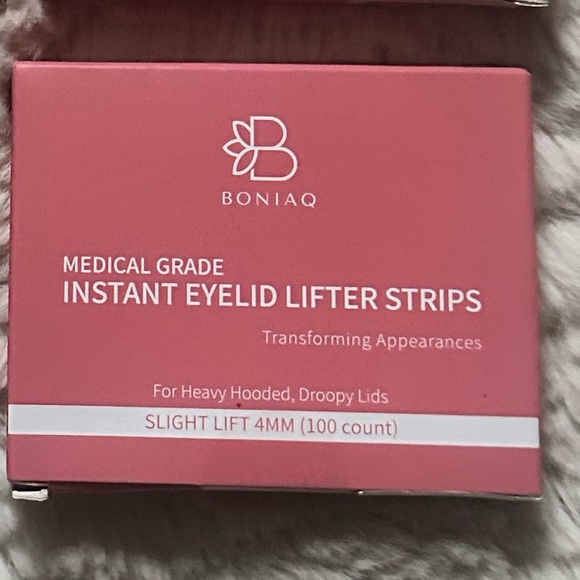 B
BONIAQ
MEDICAL GRADE
INSTANT EYELID LIFTER STRIPS
Transforming Appearances
For Heavy Hooded, Droopy Lids
SLIGHT LIFT 4MM (100 count)